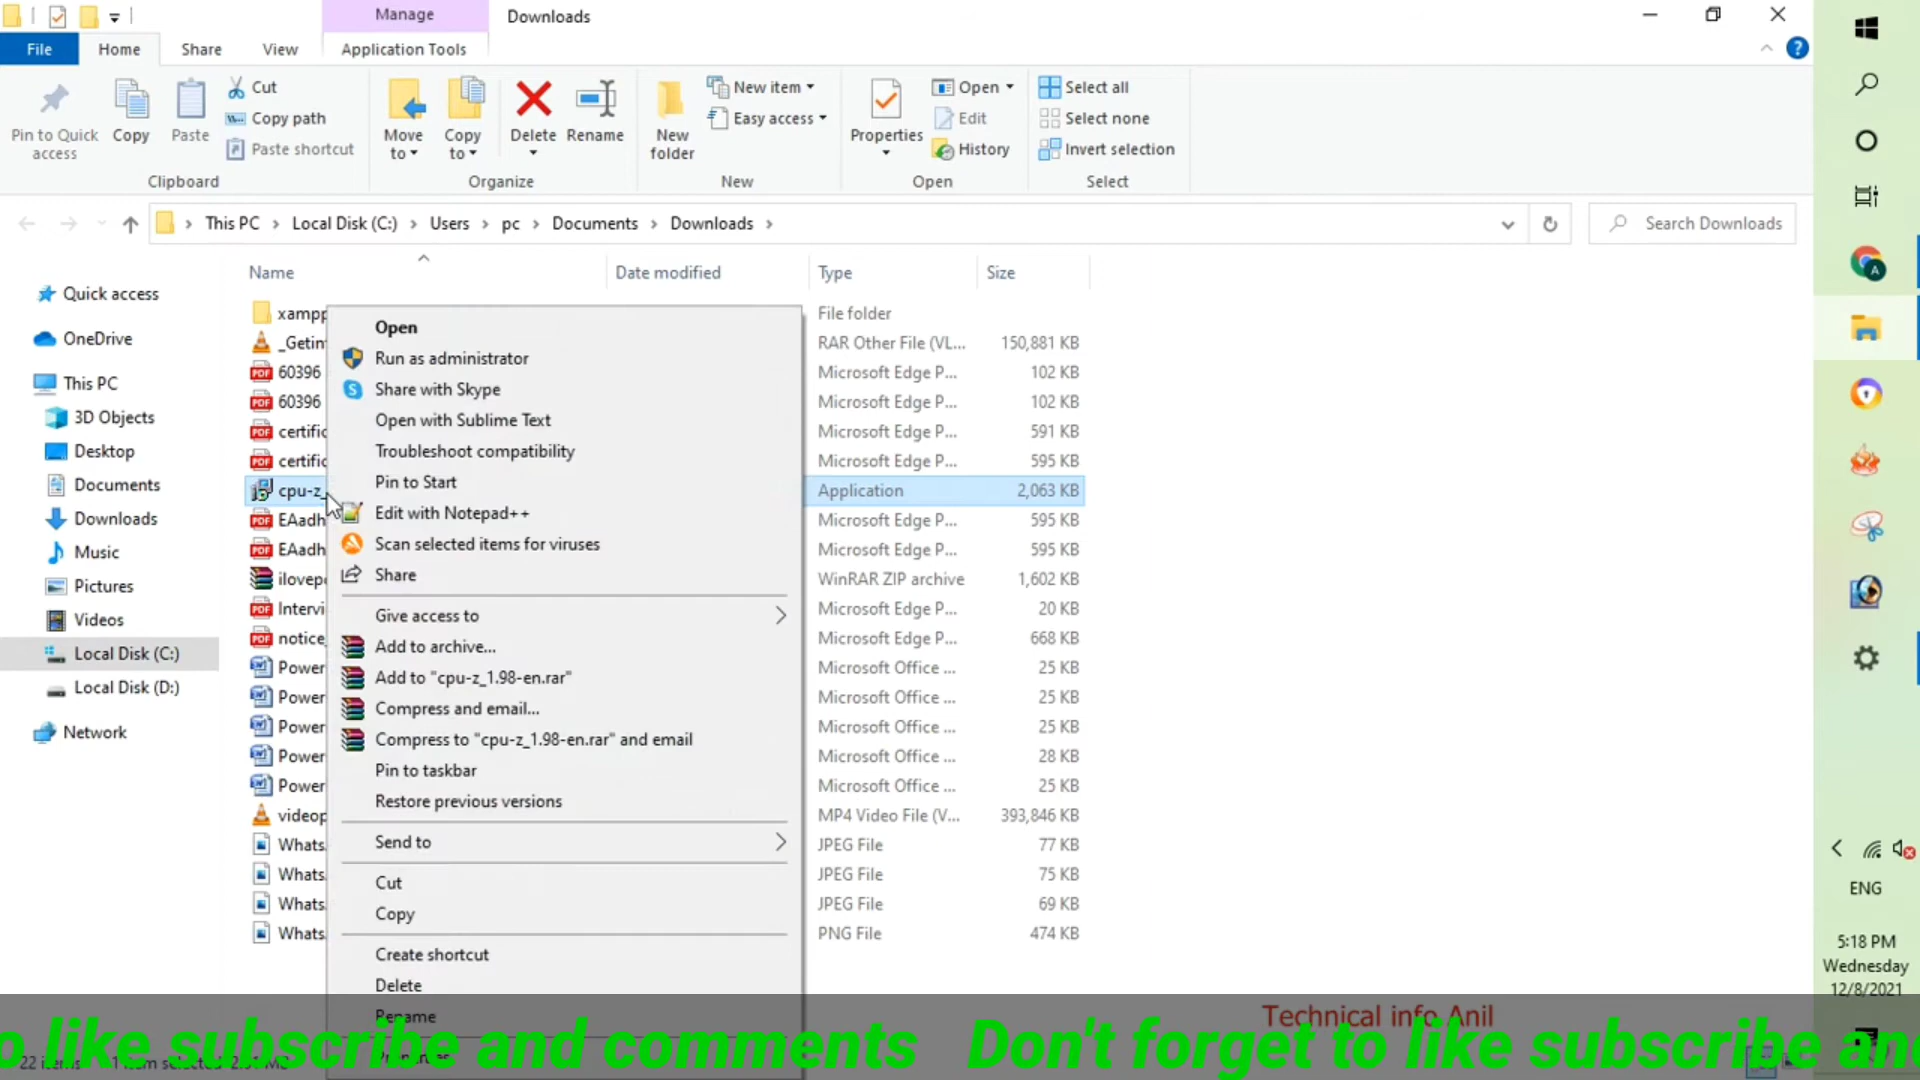 Manage
Downloads
File
Home
Share
View
Application Tools
Pin to Quick access
Copy
Paste
Cut
Copy path
Paste shortcut
Clipboard
Move to
Copy to
Delete
Rename
Organize
New folder
New item
Easy access
New
Properties
Open
Edit
History
Open
Select all
Select none
Invert selection
Select
This PC
Local Disk (C:)
Users
pc
Documents
Downloads
Search Downloads
Name
Date modified
Type
Size
Quick access
OneDrive
This PC
3D Objects
Desktop
Documents
Downloads
Music
Pictures
Videos
Local Disk (C:)
Local Disk (D:)
Network
xampp
File folder
_Getin
RAR Other File (VL... 150,881 KB
60396
Microsoft Edge P... 102 KB
60396
Microsoft Edge P... 102 KB
certific
Microsoft Edge P... 591 KB
certific
Microsoft Edge P... 595 KB
cpu-z_
Application 2,063 KB
EAadh
Microsoft Edge P... 595 KB
EAadh
Microsoft Edge P... 595 KB
ilovep
WinRAR ZIP archive 1,602 KB
Intervi
Microsoft Edge P... 20 KB
notice_
Microsoft Edge P... 668 KB
Power
Microsoft Office ... 25 KB
Power
Microsoft Office ... 25 KB
Power
Microsoft Office ... 25 KB
Power
Microsoft Office ... 28 KB
Power
Microsoft Office ... 25 KB
videop
MP4 Video File (V... 393,846 KB
Whats
JPEG File 77 KB
Whats
JPEG File 75 KB
Whats
JPEG File 69 KB
Whats
PNG File 474 KB
Open
Run as administrator
Share with Skype
Open with Sublime Text
Troubleshoot compatibility
Pin to Start
Edit with Notepad++
Scan selected items for viruses
Share
Give access to
Add to archive...
Add to "cpu-z_1.98-en.rar"
Compress and email...
Compress to "cpu-z_1.98-en.rar" and email
Pin to taskbar
Restore previous versions
Send to
Cut
Copy
Create shortcut
Delete
Rename
ENG
5:18 PM
Wednesday
12/8/2021
Technical info Anil
o like subscribe and comments Don't forget to like subscribe an
22 items 1 item selected